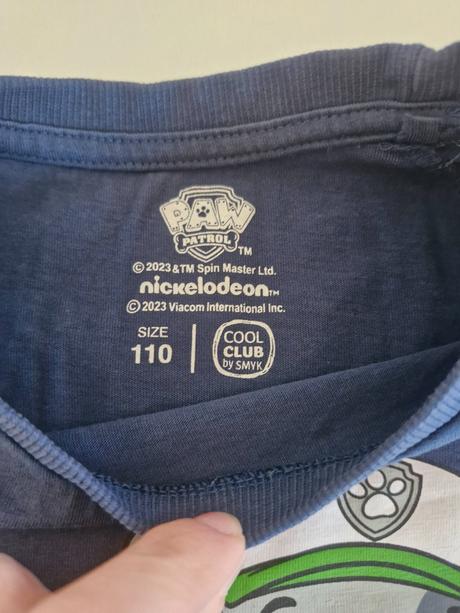 PAW
PATROL TM
© 2023 & TM Spin Master Ltd.
nickelodeon TM
© 2023 Viacom International Inc.
SIZE
110
COOL
CLUB
by SMYK